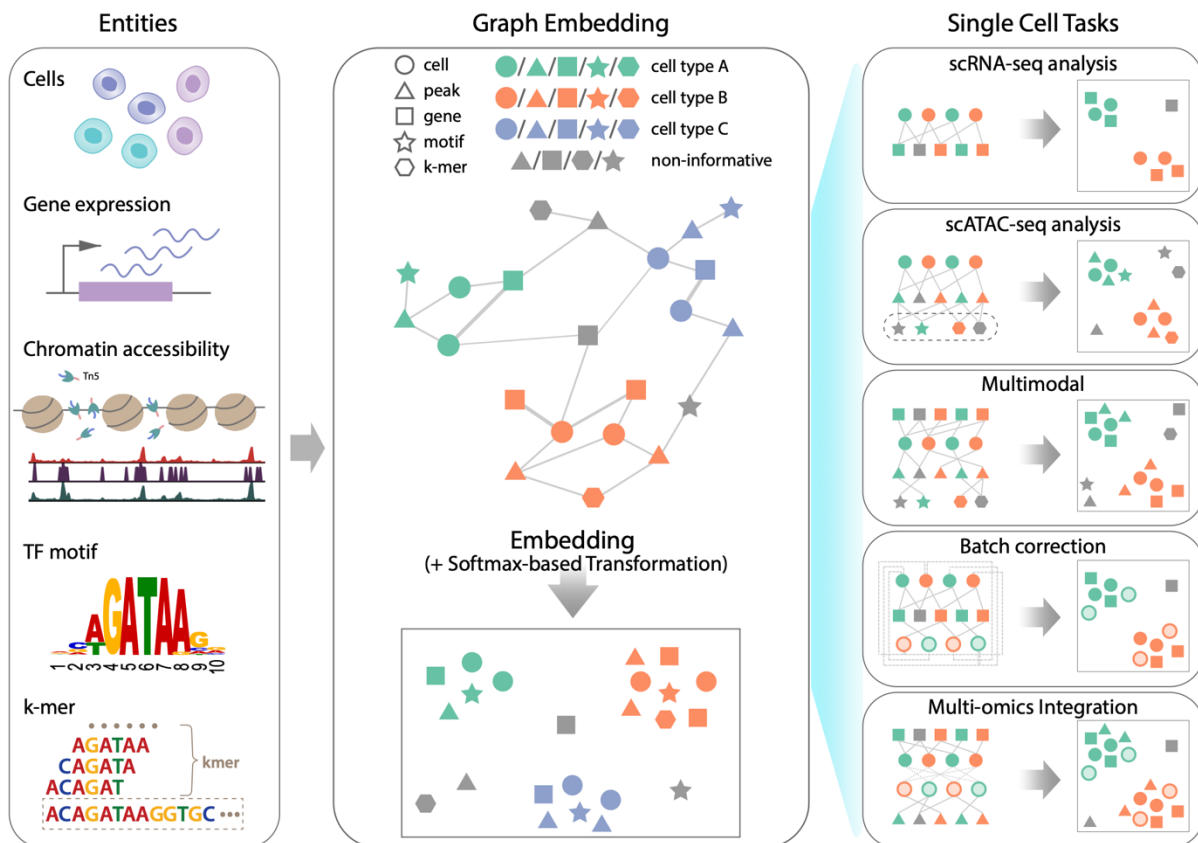 Entities
Cells
Gene expression
Chromatin accessibility
Tn5
TF motif
GATAA
1 2 3 4 5 6 7 8 9 10
k-mer
AGATAA
CAGATA
ACAGAT
kmer
ACAGATAAGGTGC
Graph Embedding
cell
peak
gene
motif
k-mer
cell type A
cell type B
cell type C
non-informative
Embedding
(+ Softmax-based Transformation)
Single Cell Tasks
scRNA-seq analysis
scATAC-seq analysis
Multimodal
Batch correction
Multi-omics Integration